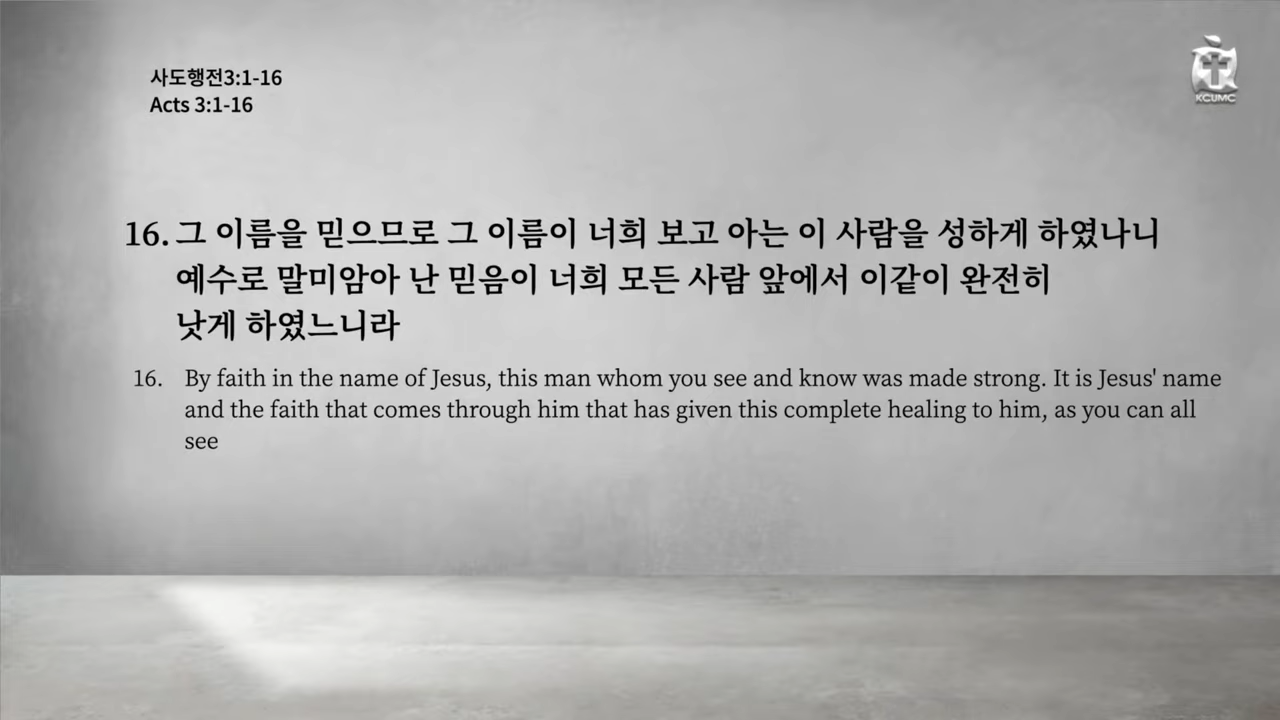 사도행전3:1-16
Acts 3:1-16
KCUMC
16. 그 이름을 믿으므로 그 이름이 너희 보고 아는 이 사람을 성하게 하였나니
예수로 말미암아 난 믿음이 너희 모든 사람 앞에서 이같이 완전히
낫게 하였느니라
16. By faith in the name of Jesus, this man whom you see and know was made strong. It is Jesus' name
and the faith that comes through him that has given this complete healing to him, as you can all
see